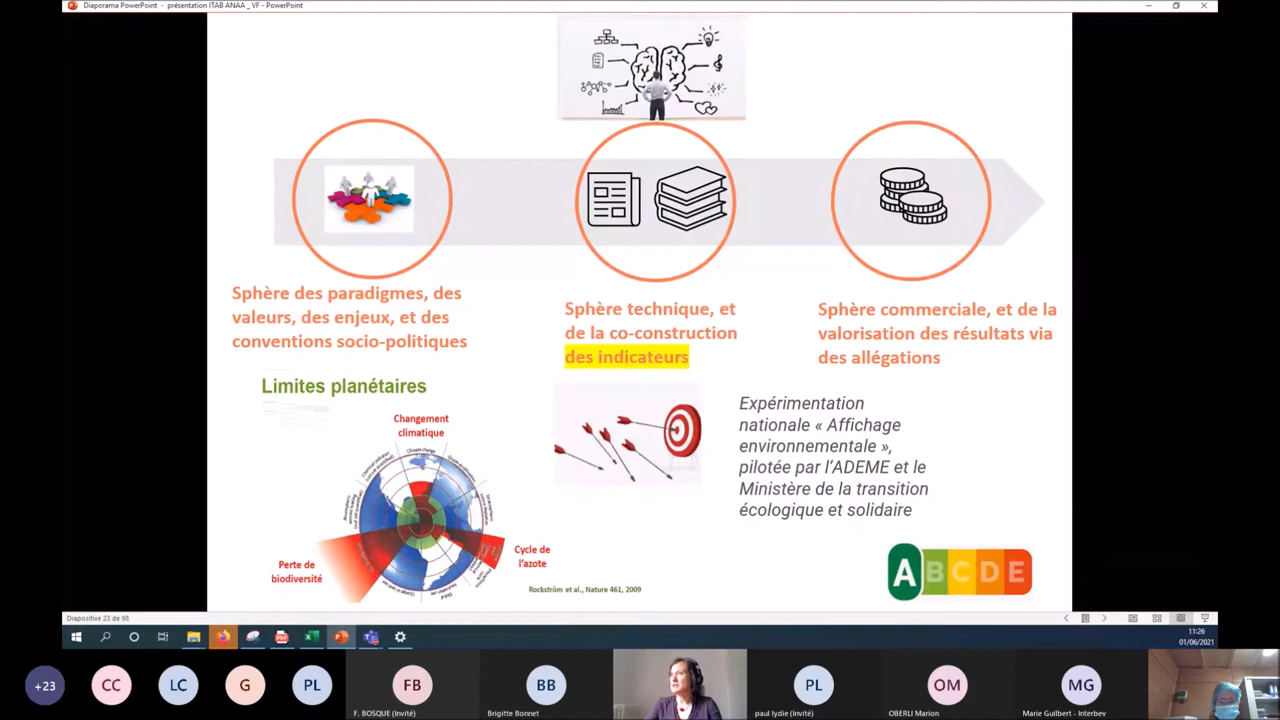 Diaporama PowerPoint - présentation ITAB ANAA _ VF - PowerPoint
Sphère des paradigmes, des
valeurs, des enjeux, et des
conventions socio-politiques
Sphère technique, et
de la co-construction
des indicateurs
Sphère commerciale, et de la
valorisation des résultats via
des allégations
Limites planétaires
Changement
climatique
Climate change
Perte de
biodiversité
Cycle de
l'azote
Rockström et al., Nature 461, 2009
Expérimentation
nationale « Affichage
environnementale »,
pilotée par l'ADEME et le
Ministère de la transition
écologique et solidaire
A B C D E
Diapositive 23 de 98
11:26
01/06/2021
+23
CC
LC
G
PL
FB
F. BOSQUE (Invité)
BB
Brigitte Bonnet
PL
paul lydie (Invité)
OM
OBERLI Marion
MG
Marie Guilbert - Interbev